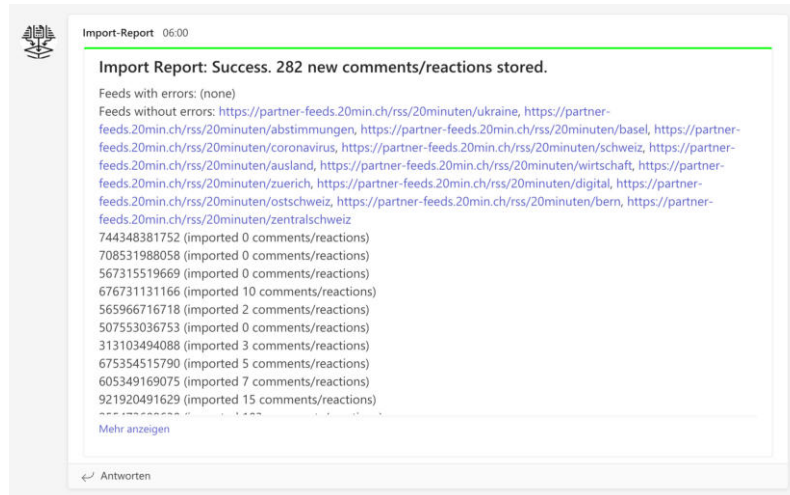 Import-Report 06:00
Import Report: Success. 282 new comments/reactions stored.
Feeds with errors: (none)
Feeds without errors: https://partner-feeds.20min.ch/rss/20minuten/ukraine, https://partner-
feeds.20min.ch/rss/20minuten/abstimmungen, https://partner-feeds.20min.ch/rss/20minuten/basel, https://partner-
feeds.20min.ch/rss/20minuten/coronavirus, https://partner-feeds.20min.ch/rss/20minuten/schweiz, https://partner-
feeds.20min.ch/rss/20minuten/ausland, https://partner-feeds.20min.ch/rss/20minuten/wirtschaft, https://partner-
feeds.20min.ch/rss/20minuten/zuerich, https://partner-feeds.20min.ch/rss/20minuten/digital, https://partner-
feeds.20min.ch/rss/20minuten/ostschweiz, https://partner-feeds.20min.ch/rss/20minuten/bern, https://partner-
feeds.20min.ch/rss/20minuten/zentralschweiz
744348381752 (imported 0 comments/reactions)
708531988058 (imported 0 comments/reactions)
567315519669 (imported 0 comments/reactions)
676731131166 (imported 10 comments/reactions)
565966716718 (imported 2 comments/reactions)
507553036753 (imported 0 comments/reactions)
313103494088 (imported 3 comments/reactions)
675354515790 (imported 5 comments/reactions)
605349169075 (imported 7 comments/reactions)
921920491629 (imported 15 comments/reactions)
Mehr anzeigen
Antworten